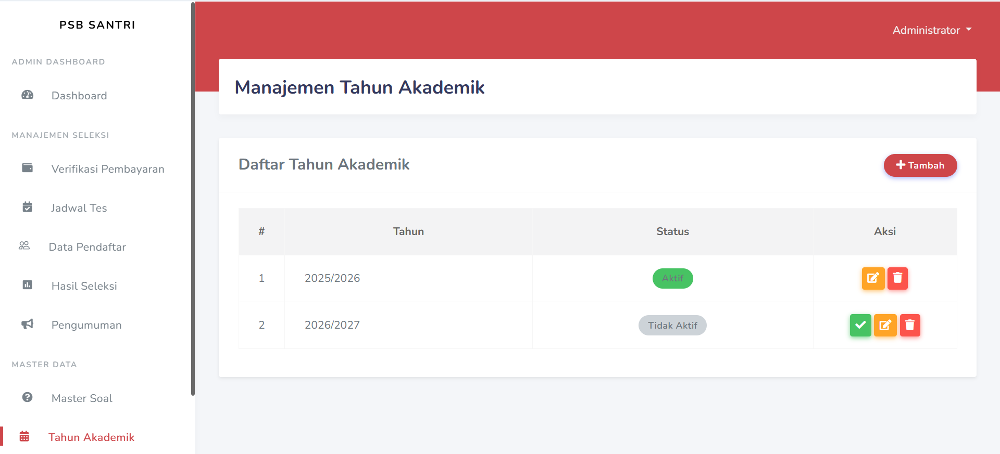 PSB SANTRI
ADMIN DASHBOARD
Dashboard
MANAJEMEN SELEKSI
Verifikasi Pembayaran
Jadwal Tes
Data Pendaftar
Hasil Seleksi
Pengumuman
MASTER DATA
Master Soal
Tahun Akademik
Administrator
Manajemen Tahun Akademik
Daftar Tahun Akademik
Tambah
# Tahun Status Aksi
1 2025/2026 Aktif
2 2026/2027 Tidak Aktif